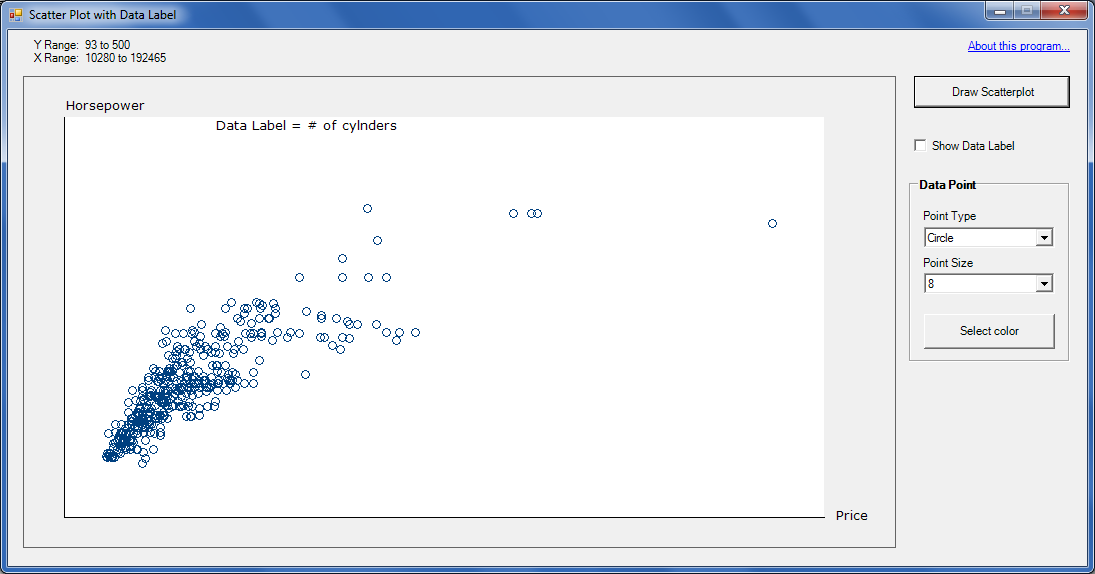 Scatter Plot with Data Label
Y Range: 93 to 500
X Range: 10280 to 192465
About this program...
Horsepower
Data Label = # of cylnders
Price
Draw Scatterplot
Show Data Label
Data Point
Point Type
Circle
Point Size
8
Select color